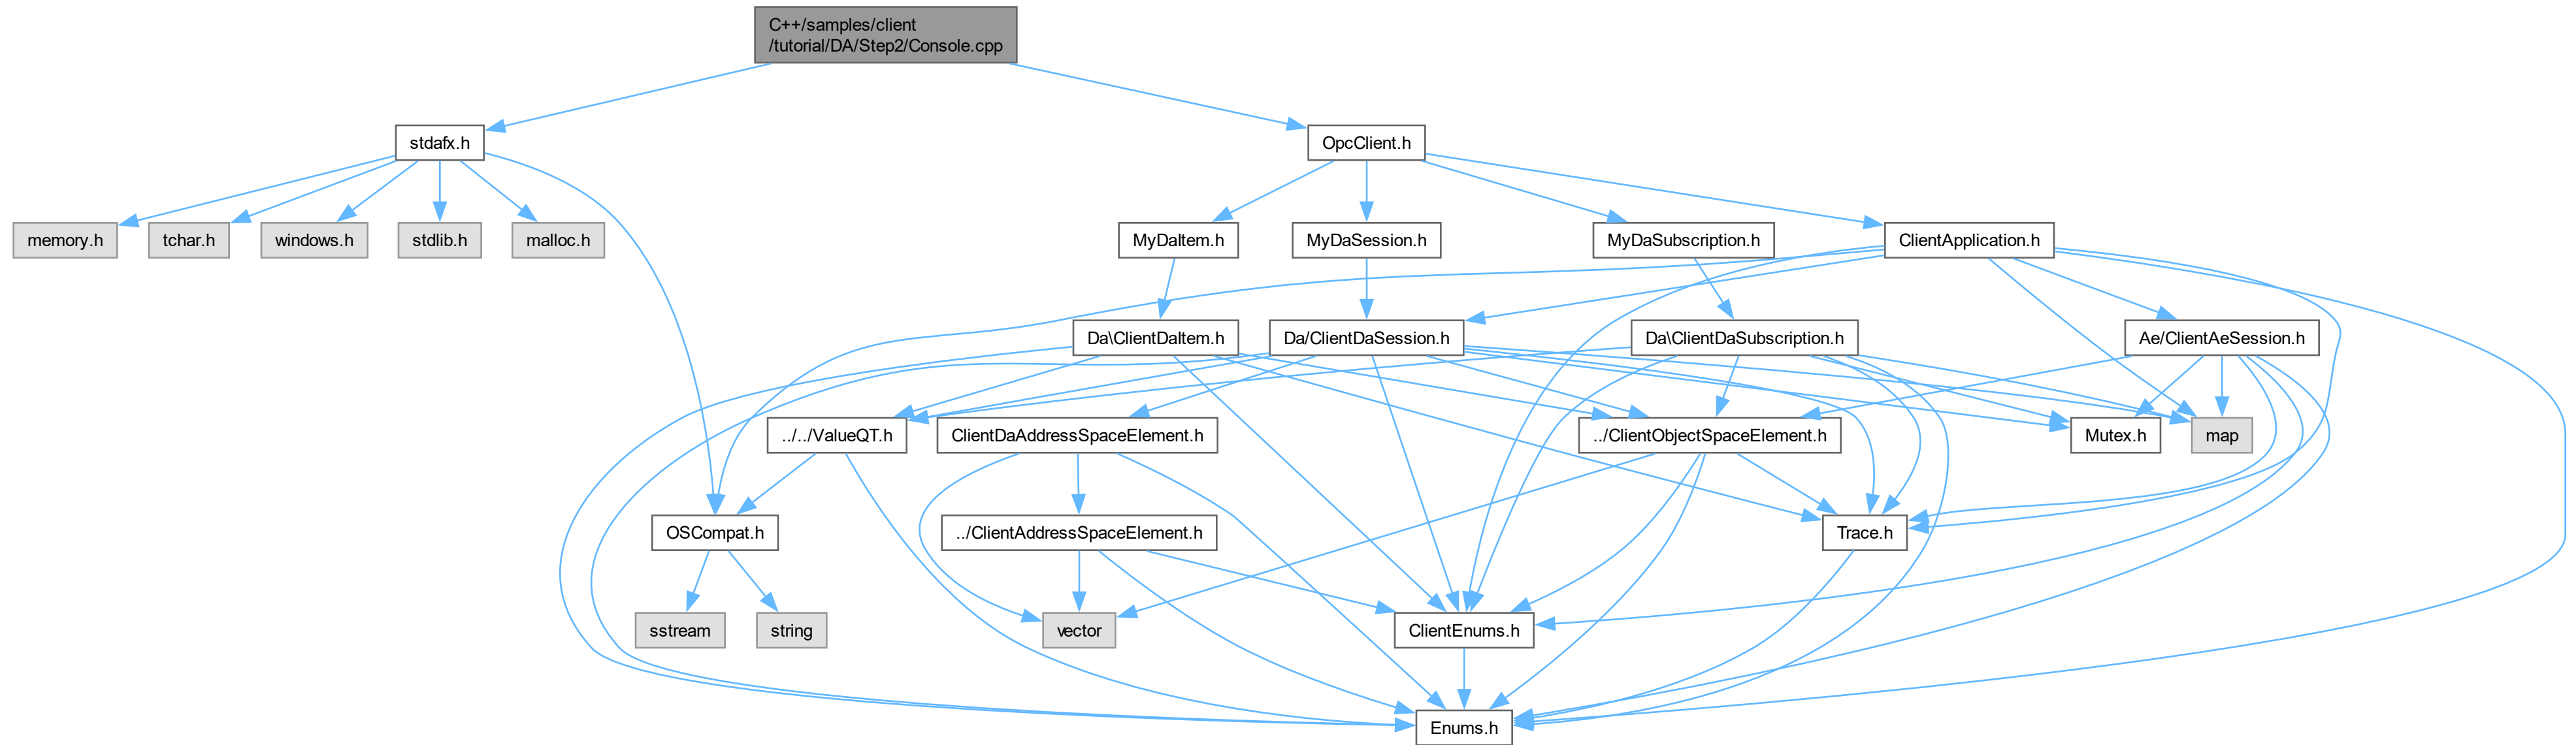 C++/samples/client
/tutorial/DA/Step2/Console.cpp
stdafx.h
OpcClient.h
memory.h
tchar.h
windows.h
stdlib.h
malloc.h
MyDaItem.h
MyDaSession.h
MyDaSubscription.h
ClientApplication.h
Da\ClientDaItem.h
Da/ClientDaSession.h
Da\ClientDaSubscription.h
Ae/ClientAeSession.h
../../ValueQT.h
ClientDaAddressSpaceElement.h
../ClientObjectSpaceElement.h
Mutex.h
map
OSCompat.h
../ClientAddressSpaceElement.h
Trace.h
sstream
string
vector
ClientEnums.h
Enums.h